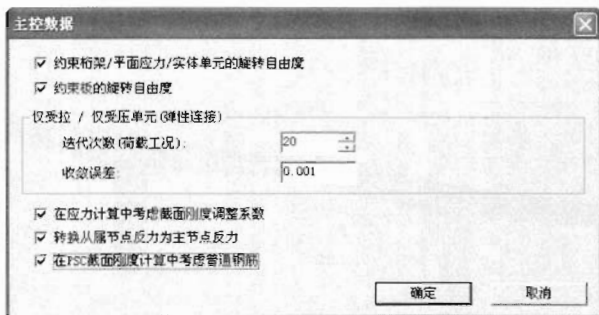 主控数据
约束桁架/平面应力/实体单元的旋转自由度
约束板的旋转自由度
仅受拉 / 仅受压单元(弹性连接)
迭代次数(荷载工况): 20
收敛误差: 0.001
在应力计算中考虑截面刚度调整系数
转换从属节点反力为主节点反力
在PSC截面刚度计算中考虑普通钢筋
确定 取消